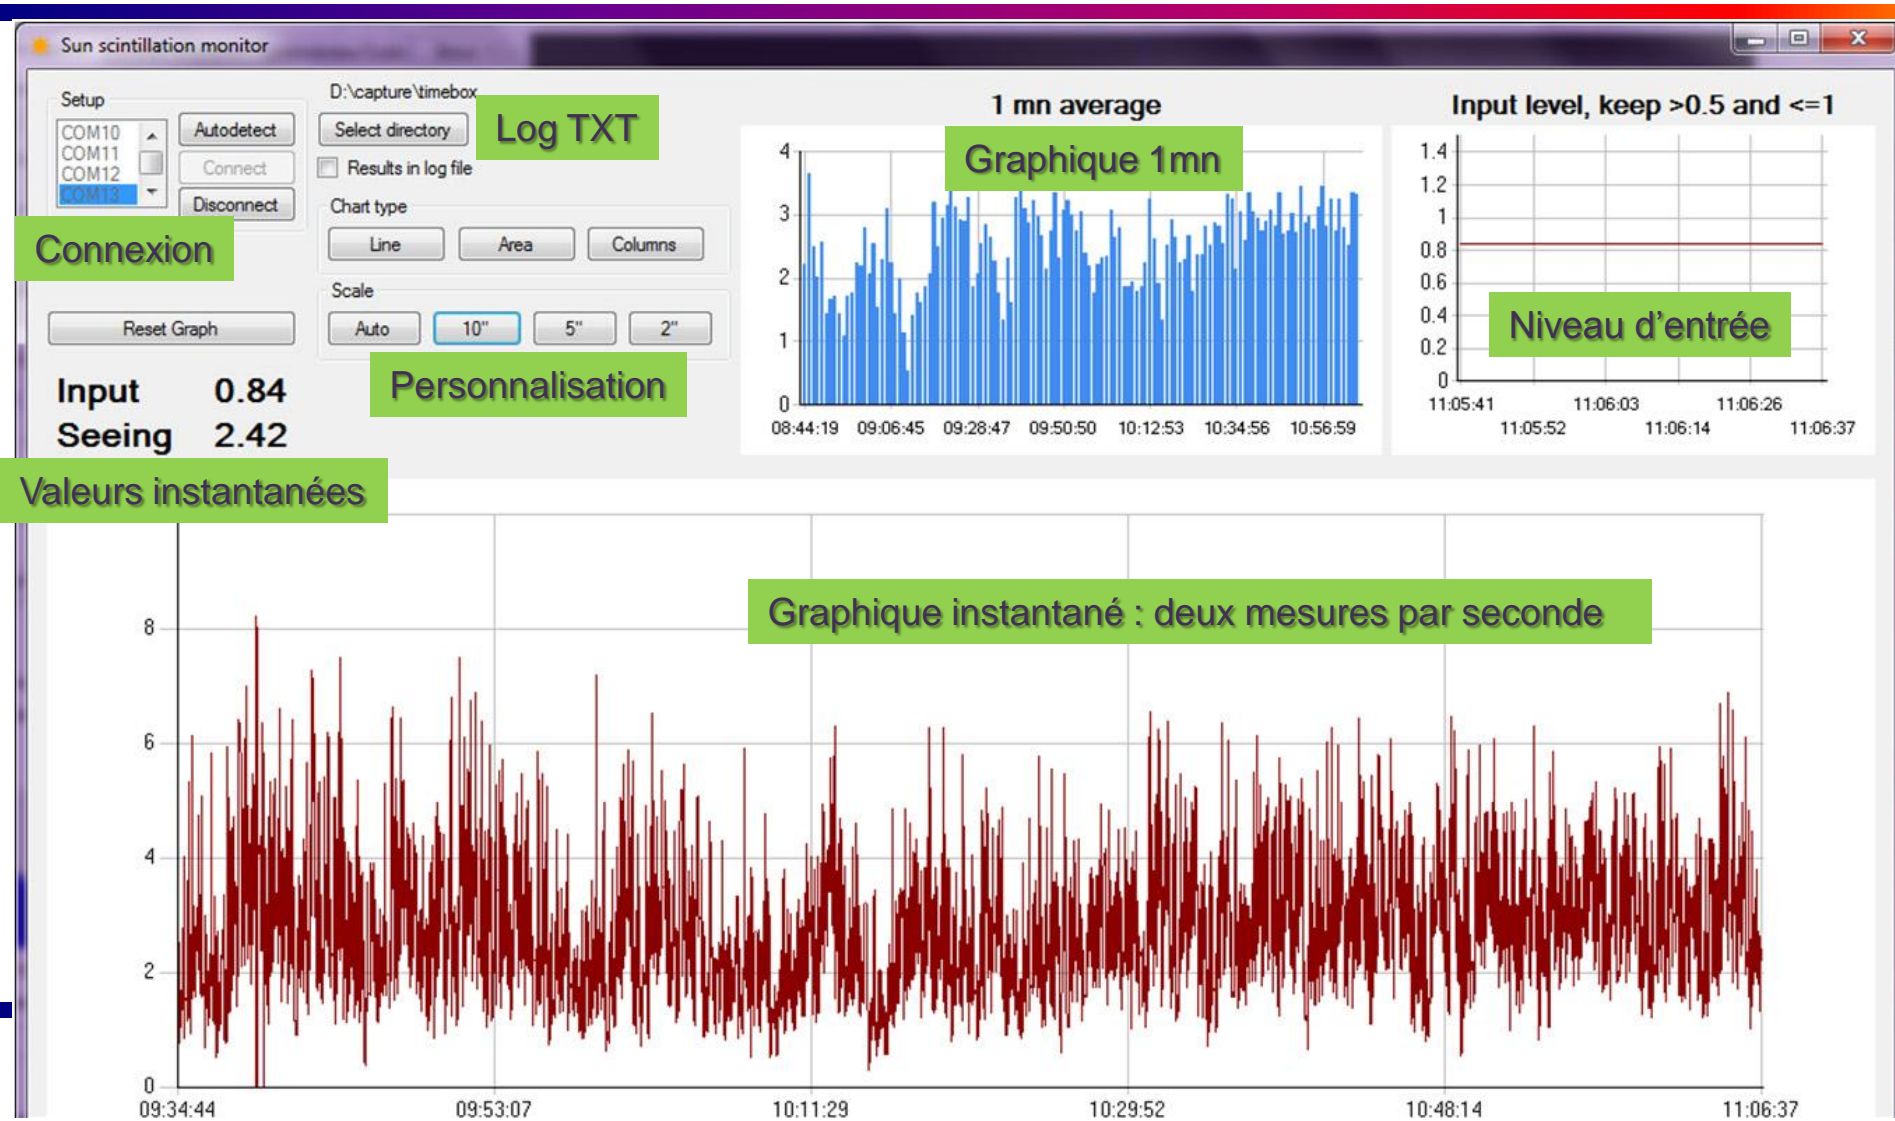 Sun scintillation monitor
Setup
COM10
COM11
COM12
COM13
Autodetect
Connect
Disconnect
Connexion
D:\capture\timebox
Select directory
Log TXT
Results in log file
Chart type
Line Area Columns
Scale
Auto 10" 5" 2"
Personnalisation
Reset Graph
Input 0.84
Seeing 2.42
Valeurs instantanées
1 mn average
Graphique 1mn
4
3
2
1
0
08:44:19 09:06:45 09:28:47 09:50:50 10:12:53 10:34:56 10:56:59
Input level, keep >0.5 and <=1
1.4
1.2
1
0.8
0.6
0.4
0.2
0
Niveau d’entrée
11:05:41 11:06:03 11:06:26
11:05:52 11:06:14 11:06:37
Graphique instantané : deux mesures par seconde
8
6
4
2
0
09:34:44 09:53:07 10:11:29 10:29:52 10:48:14 11:06:37